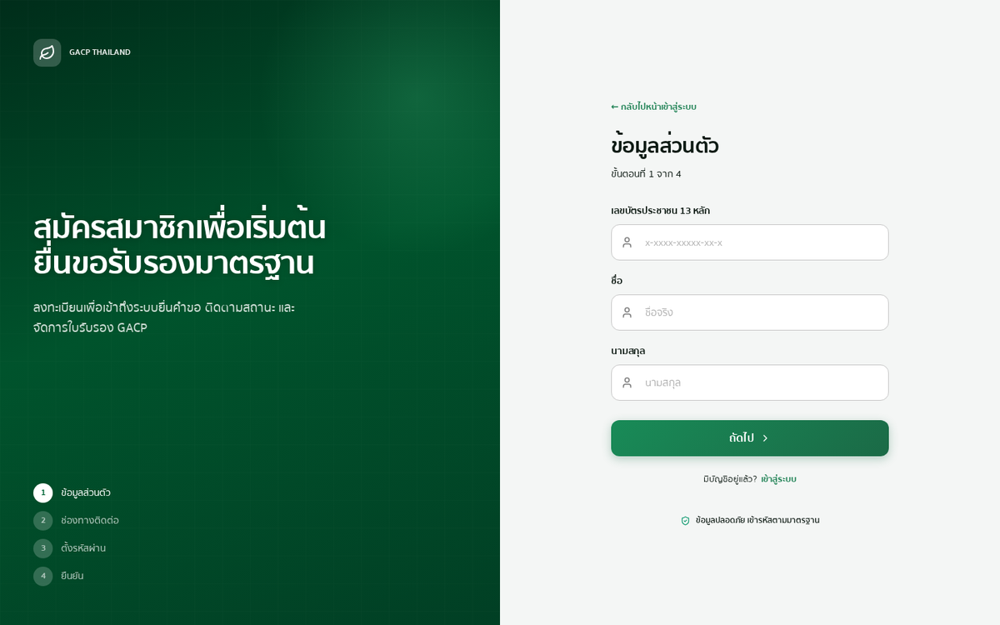 GACP THAILAND
สมัครสมาชิกเพื่อเริ่มต้น
ยื่นขอรับรองมาตรฐาน
ลงทะเบียนเพื่อเข้าถึงระบบยื่นคำขอ ติดตามสถานะ และ
จัดการใบรับรอง GACP
1 ข้อมูลส่วนตัว
2 ช่องทางติดต่อ
3 ตั้งรหัสผ่าน
4 ยืนยัน
← กลับไปหน้าเข้าสู่ระบบ
ข้อมูลส่วนตัว
ขั้นตอนที่ 1 จาก 4
เลขบัตรประชาชน 13 หลัก
x-xxxx-xxxxx-xx-x
ชื่อ
ชื่อจริง
นามสกุล
นามสกุล
ถัดไป
มีบัญชีอยู่แล้ว? เข้าสู่ระบบ
ข้อมูลปลอดภัย เข้ารหัสตามมาตรฐาน